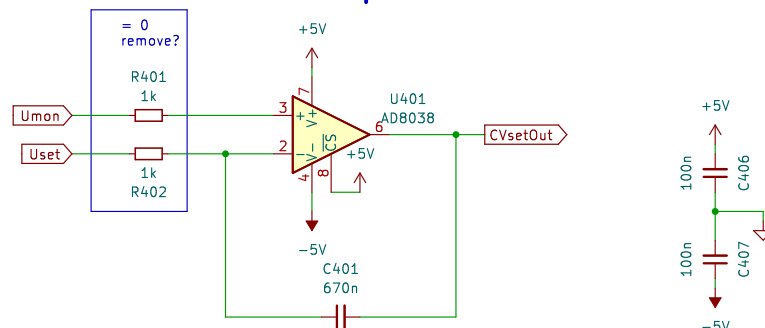 = 0
remove?
+5V
+5V
R401
1k
U401
AD8038
Umon
3
7
+
V+
6
CVsetOut
Uset
2
-
V-
CS
+5V
1k
R402
4
8
100n
C406
-5V
C401
670n
100n
C407
-5V